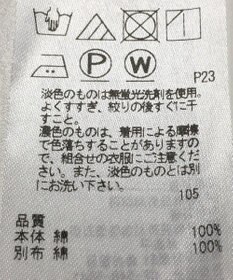 P W
P23
淡色のものは無蛍光洗剤を使用。
よくすすぎ、絞りの後すぐに干
すこと。
濃色のものは、着用による摩擦
で色落ちすることがありますの
で、組合せの衣服にご注意くださ
い。また、淡色のものとは別
にお洗い下さい。
105
品質
本体 綿 100%
別布 綿 100%